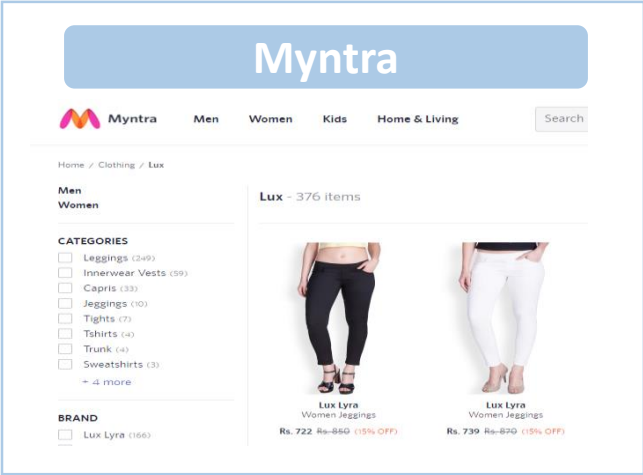 Myntra
Myntra Men Women Kids Home & Living Search
Home / Clothing / Lux
Men
Women
Lux - 376 items
CATEGORIES
Leggings (249)
Innerwear Vests (59)
Capris (33)
Jeggings (10)
Tights (7)
Tshirts (4)
Trunk (4)
Sweatshirts (3)
+ 4 more
BRAND
Lux Lyra (166)
Lux Lyra
Women Jeggings
Rs. 722 Rs. 850 (15% OFF)
Lux Lyra
Women Jeggings
Rs. 739 Rs. 870 (15% OFF)